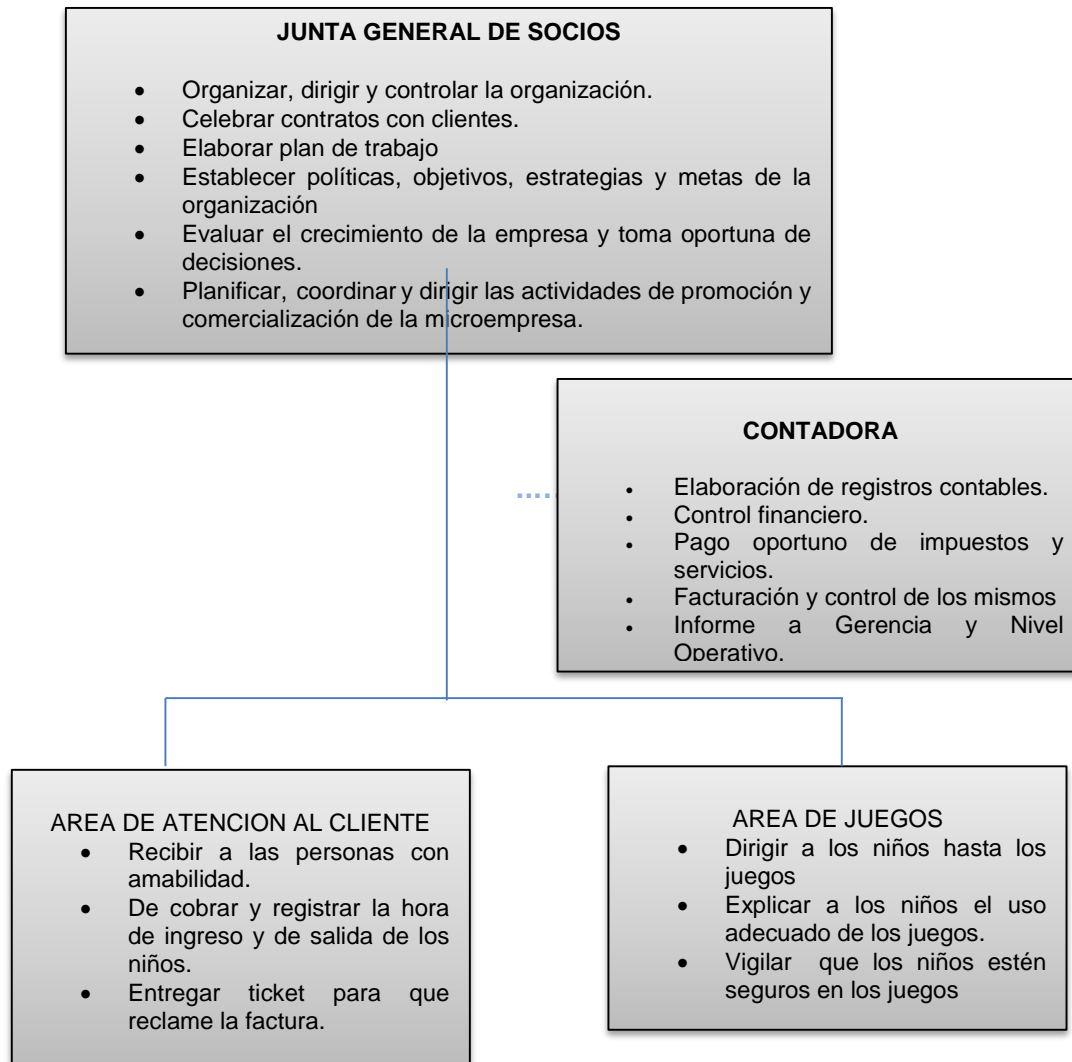 JUNTA GENERAL DE SOCIOS
• Organizar, dirigir y controlar la organización.
• Celebrar contratos con clientes.
• Elaborar plan de trabajo
• Establecer políticas, objetivos, estrategias y metas de la
organización
• Evaluar el crecimiento de la empresa y toma oportuna de
decisiones.
• Planificar, coordinar y dirigir las actividades de promoción y
comercialización de la microempresa.
CONTADORA
• Elaboración de registros contables.
• Control financiero.
• Pago oportuno de impuestos y
servicios.
• Facturación y control de los mismos
• Informe a Gerencia y Nivel
Operativo.
AREA DE ATENCION AL CLIENTE
• Recibir a las personas con
amabilidad.
• De cobrar y registrar la hora
de ingreso y de salida de los
niños.
• Entregar ticket para que
reclame la factura.
AREA DE JUEGOS
• Dirigir a los niños hasta los
juegos
• Explicar a los niños el uso
adecuado de los juegos.
• Vigilar que los niños estén
seguros en los juegos